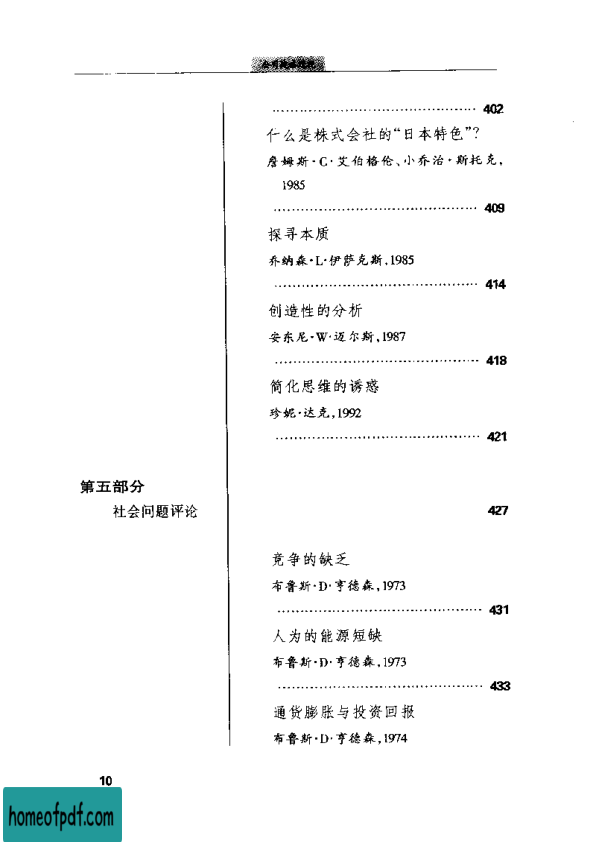 公司战略透视
402
什么是株式会社的“日本特色”?
詹姆斯·C·艾伯格伦、小乔治·斯托克,
1985
409
探寻本质
乔纳森·L·伊萨克斯,1985
414
创造性的分析
安东尼·W·迈尔斯,1987
418
简化思维的诱惑
珍妮·达克,1992
421
第五部分
社会问题评论 427
竞争的缺乏
布鲁斯·D·亨德森,1973
431
人为的能源短缺
布鲁斯·D·亨德森,1973
433
通货膨胀与投资回报
布鲁斯·D·亨德森,1974
10
homeofpdf.com